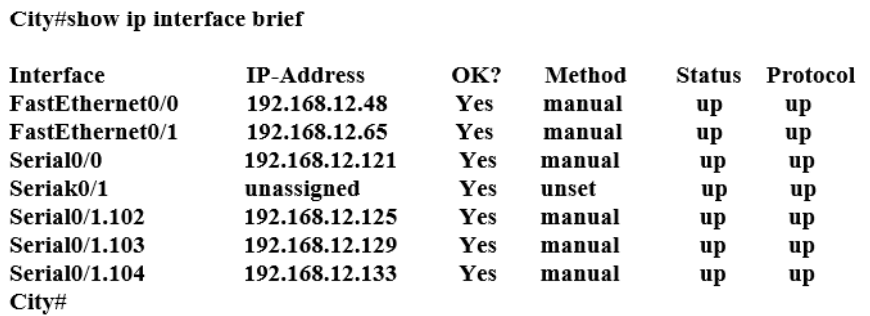 City#show ip interface brief
Interface IP-Address OK? Method Status Protocol
FastEthernet0/0 192.168.12.48 Yes manual up up
FastEthernet0/1 192.168.12.65 Yes manual up up
Serial0/0 192.168.12.121 Yes manual up up
Seriak0/1 unassigned Yes unset up up
Serial0/1.102 192.168.12.125 Yes manual up up
Serial0/1.103 192.168.12.129 Yes manual up up
Serial0/1.104 192.168.12.133 Yes manual up up
City#